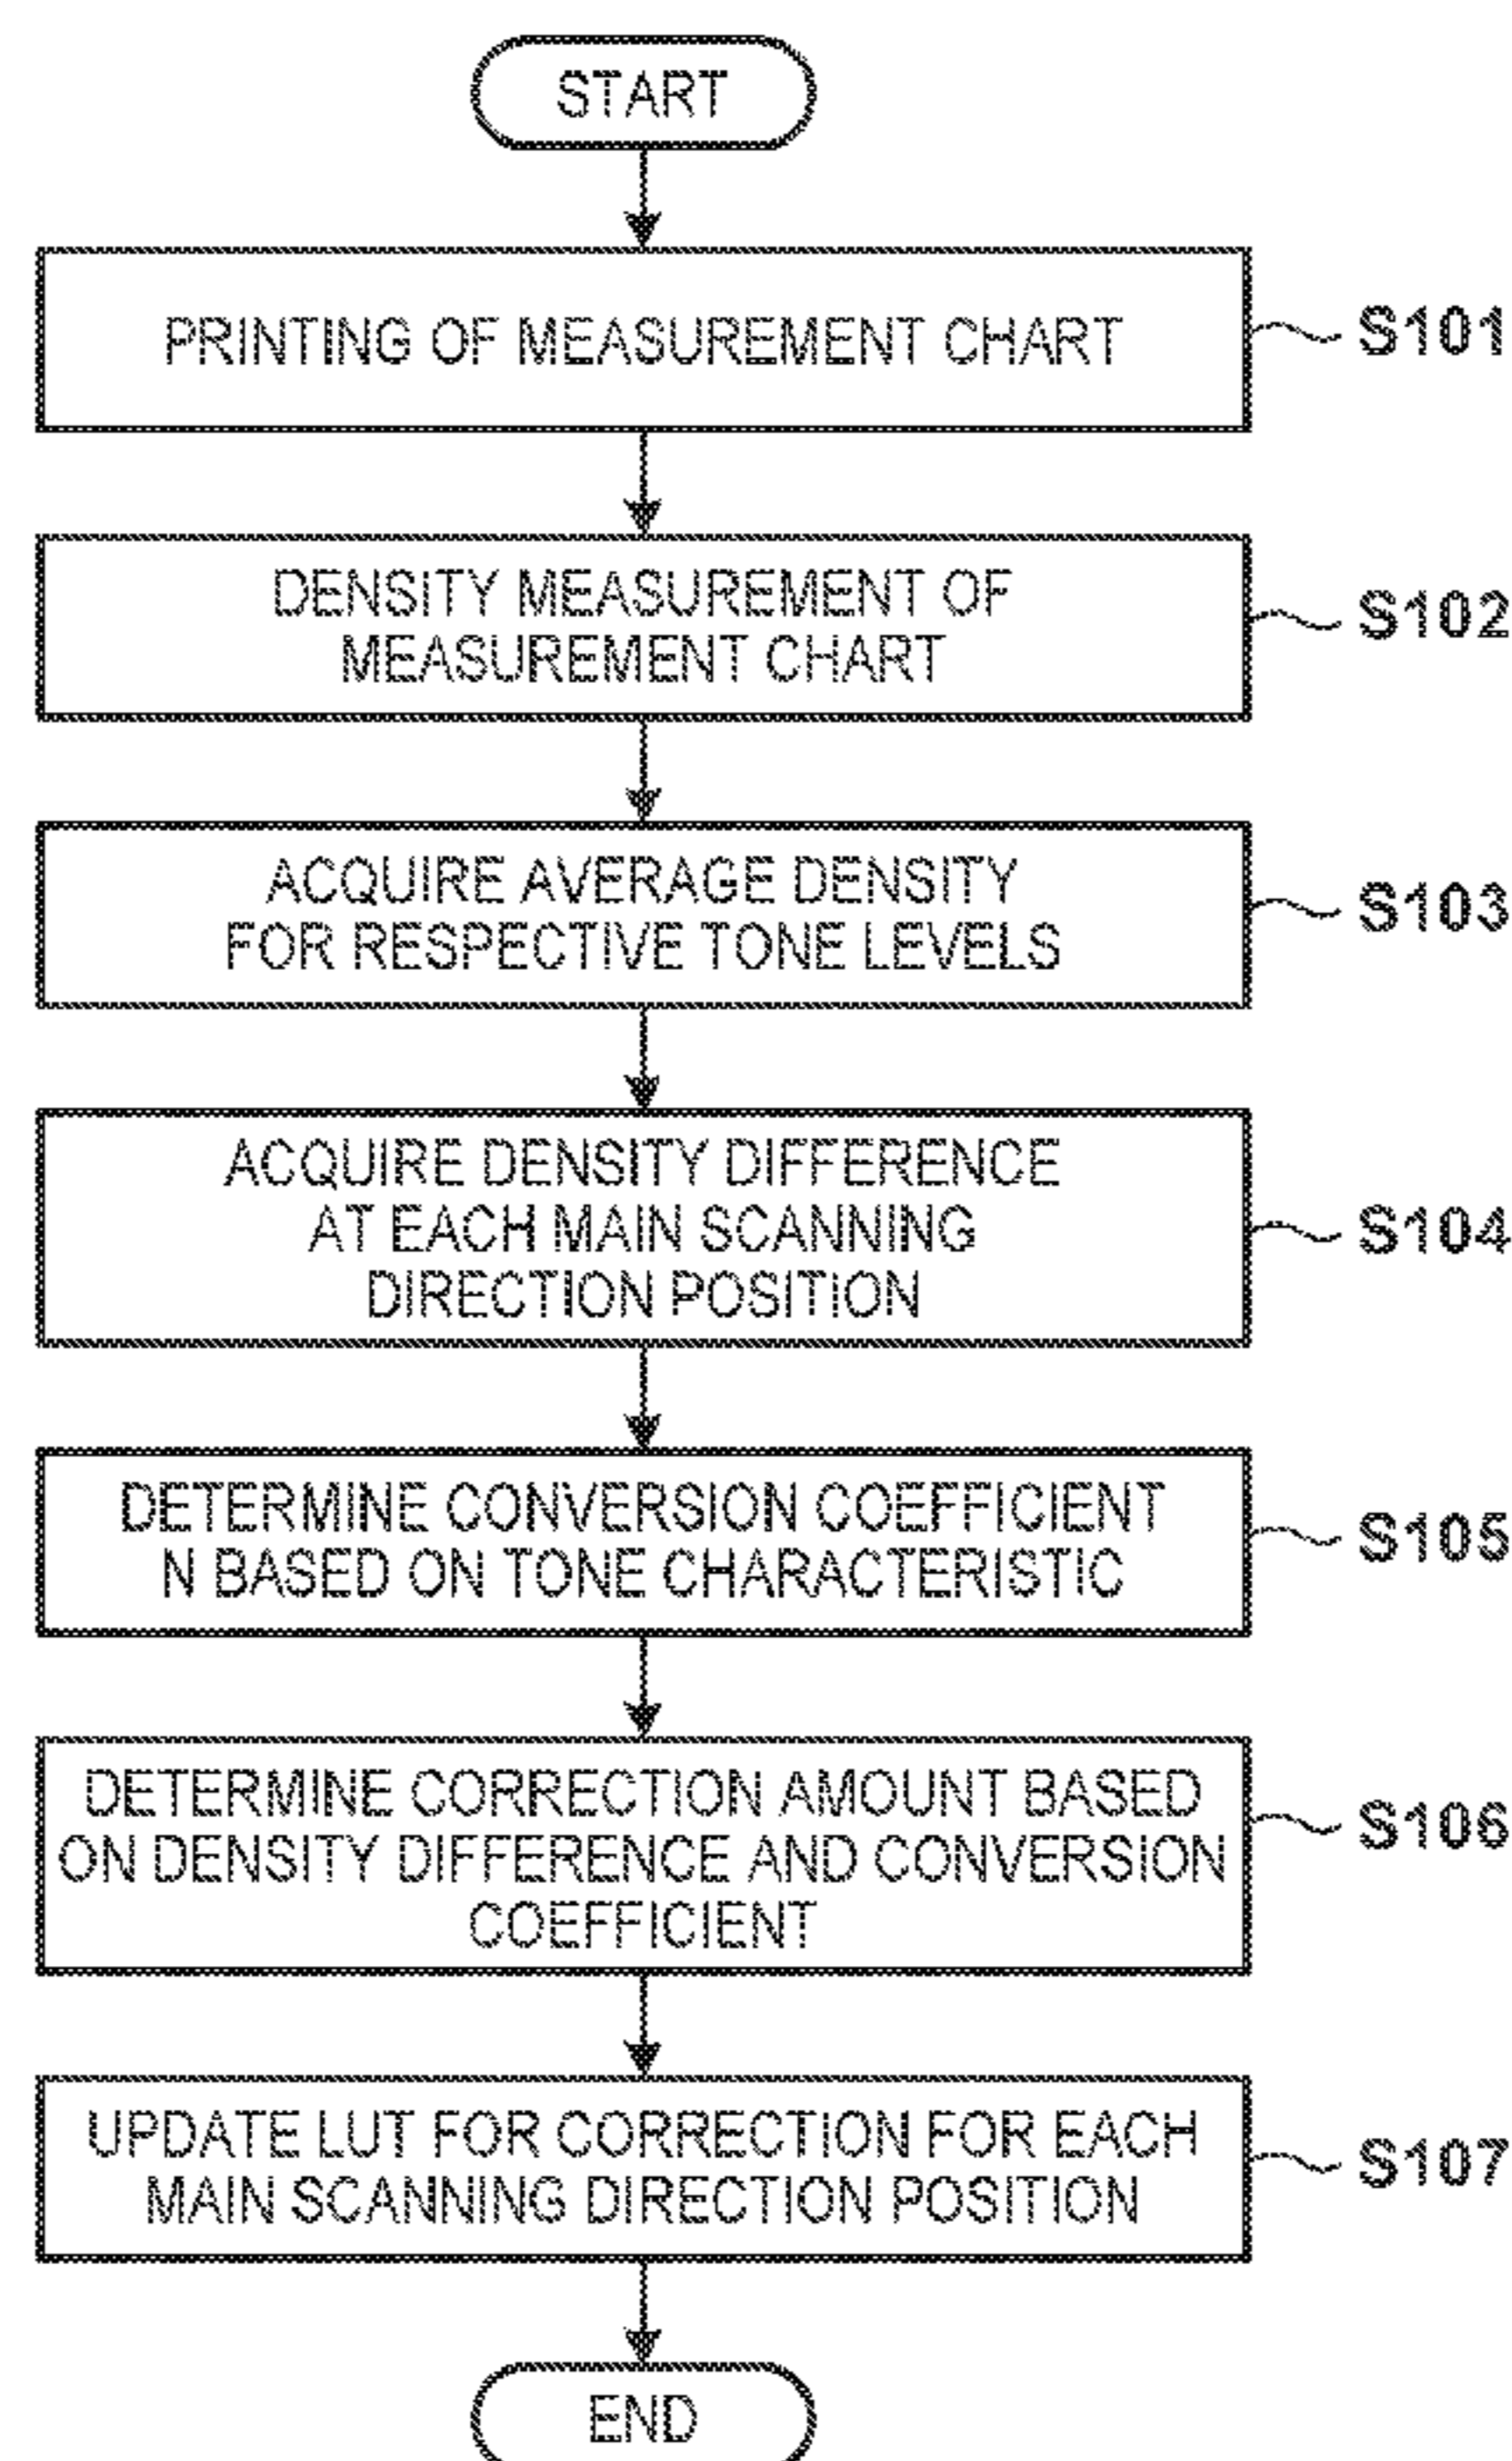 START
PRINTING OF MEASUREMENT CHART
S101
DENSITY MEASUREMENT OF
MEASUREMENT CHART
S102
ACQUIRE AVERAGE DENSITY
FOR RESPECTIVE TONE LEVELS
S103
ACQUIRE DENSITY DIFFERENCE
AT EACH MAIN SCANNING
DIRECTION POSITION
S104
DETERMINE CONVERSION COEFFICIENT
N BASED ON TONE CHARACTERISTIC
S105
DETERMINE CORRECTION AMOUNT BASED
ON DENSITY DIFFERENCE AND CONVERSION
COEFFICIENT
S106
UPDATE LUT FOR CORRECTION FOR EACH
MAIN SCANNING DIRECTION POSITION
S107
END